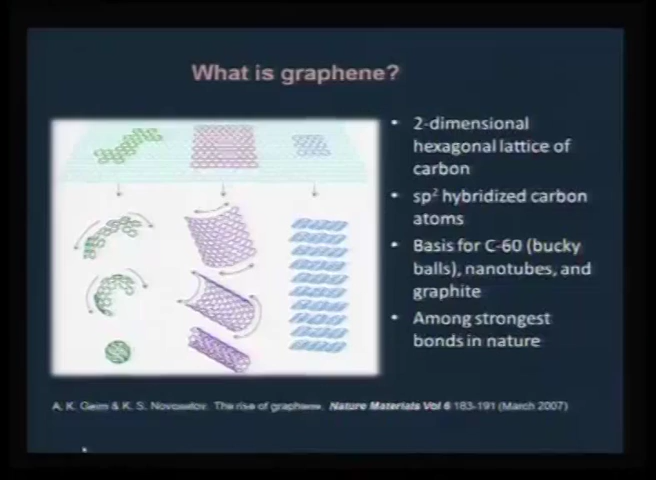 What is graphene?
• 2-dimensional
hexagonal lattice of
carbon
• sp² hybridized carbon
atoms
• Basis for C-60 (bucky
balls), nanotubes, and
graphite
• Among strongest
bonds in nature
A. K. Geim & K. S. Novoselov. The rise of graphene. Nature Materials Vol 6 183-191 (March 2007)